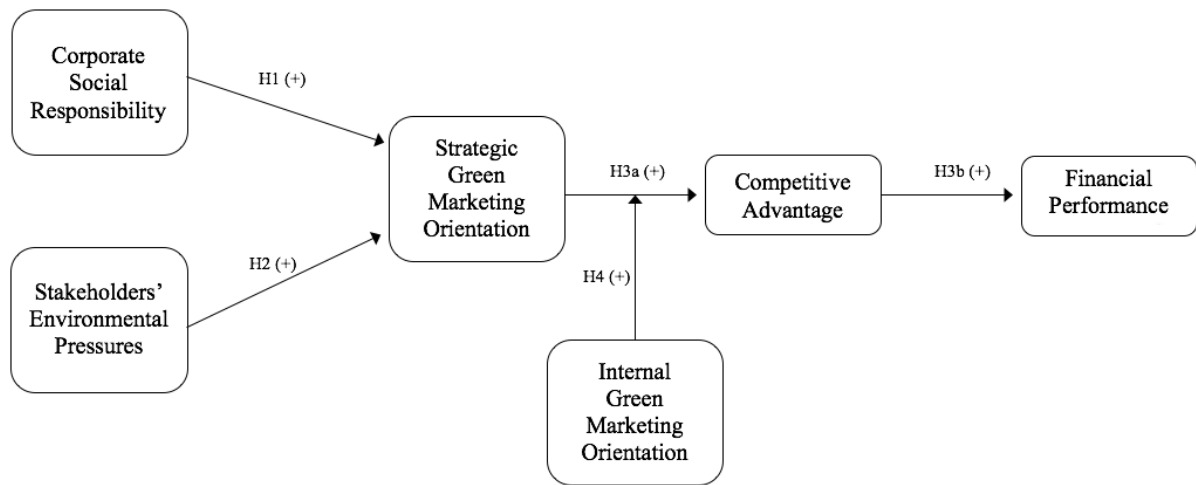 Corporate
Social
Responsibility
H1 (+)
Stakeholders’
Environmental
Pressures
H2 (+)
Strategic
Green
Marketing
Orientation
H3a (+)
Competitive
Advantage
H3b (+)
Financial
Performance
H4 (+)
Internal
Green
Marketing
Orientation